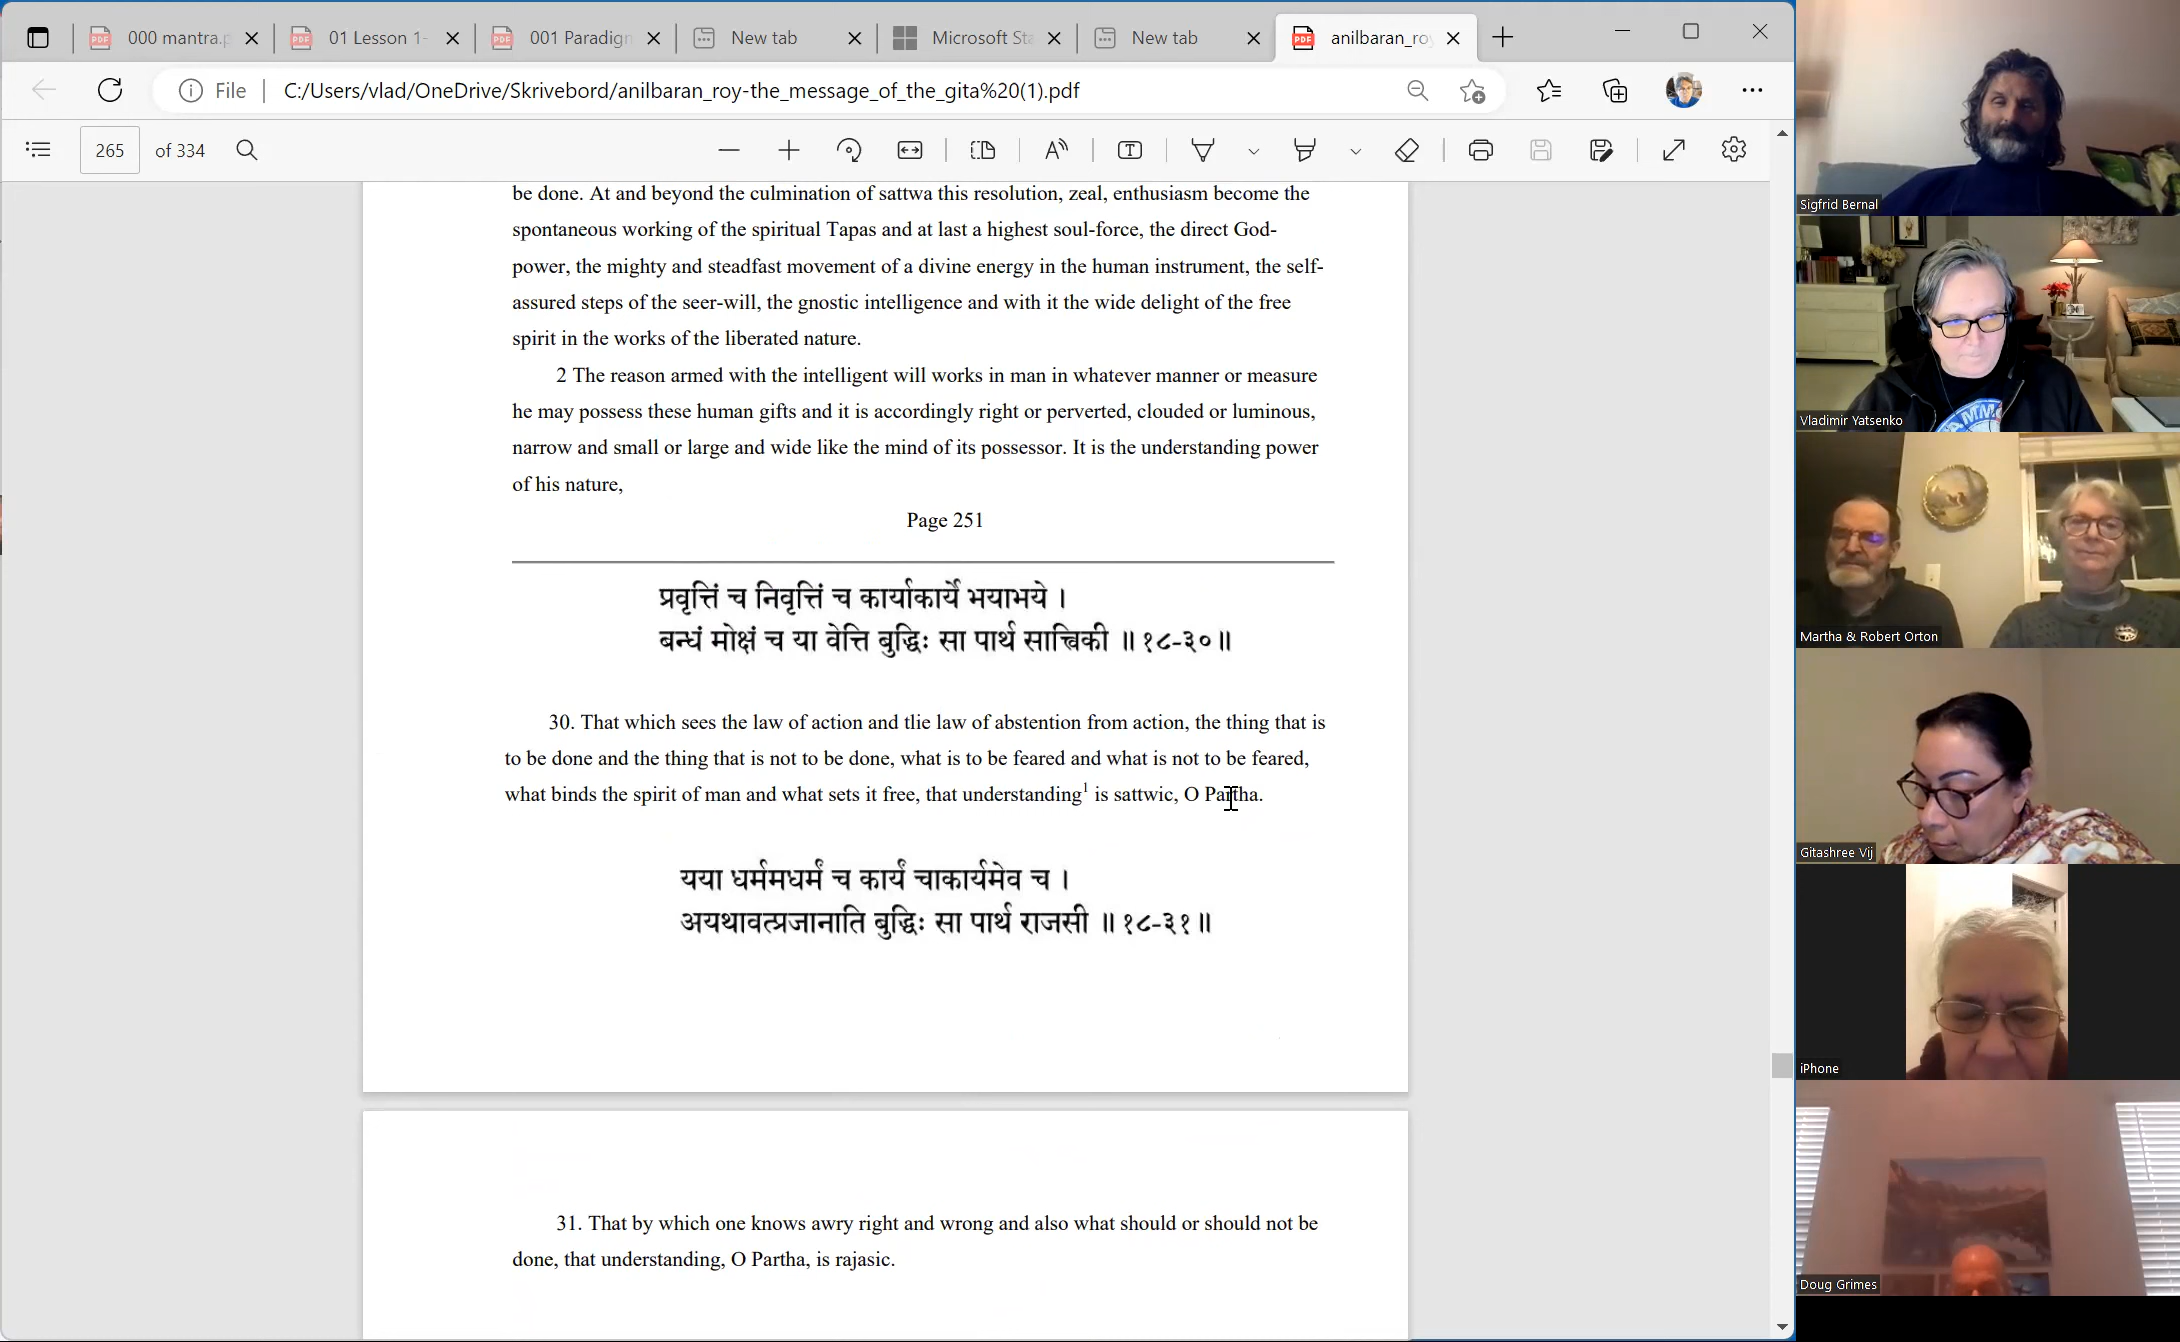 000 mantra.p
01 Lesson 1-
001 Paradign
New tab
Microsoft Sta
New tab
anilbaran_roy
File
C:/Users/vlad/OneDrive/Skrivebord/anilbaran_roy-the_message_of_the_gita%20(1).pdf
265 of 334
be done. At and beyond the culmination of sattwa this resolution, zeal, enthusiasm become the
spontaneous working of the spiritual Tapas and at last a highest soul-force, the direct God-
power, the mighty and steadfast movement of a divine energy in the human instrument, the self-
assured steps of the seer-will, the gnostic intelligence and with it the wide delight of the free
spirit in the works of the liberated nature.
2 The reason armed with the intelligent will works in man in whatever manner or measure
he may possess these human gifts and it is accordingly right or perverted, clouded or luminous,
narrow and small or large and wide like the mind of its possessor. It is the understanding power
of his nature,
Page 251
प्रवृत्तिं च निवृत्तिं च कार्याकार्ये भयाभये ।
बन्धं मोक्षं च या वेत्ति बुद्धिः सा पार्थ सात्त्विकी ॥१८-३०॥
30. That which sees the law of action and tlie law of abstention from action, the thing that is
to be done and the thing that is not to be done, what is to be feared and what is not to be feared,
what binds the spirit of man and what sets it free, that understanding1 is sattwic, O Partha.
यया धर्ममधर्मं च कार्यं चाकार्यमेव च ।
अयथावत्प्रजानाति बुद्धिः सा पार्थ राजसी ॥१८-३१॥
31. That by which one knows awry right and wrong and also what should or should not be
done, that understanding, O Partha, is rajasic.
Sigfrid Bernal
Vladimir Yatsenko
Martha & Robert Orton
Gitashree Vij
iPhone
Doug Grimes